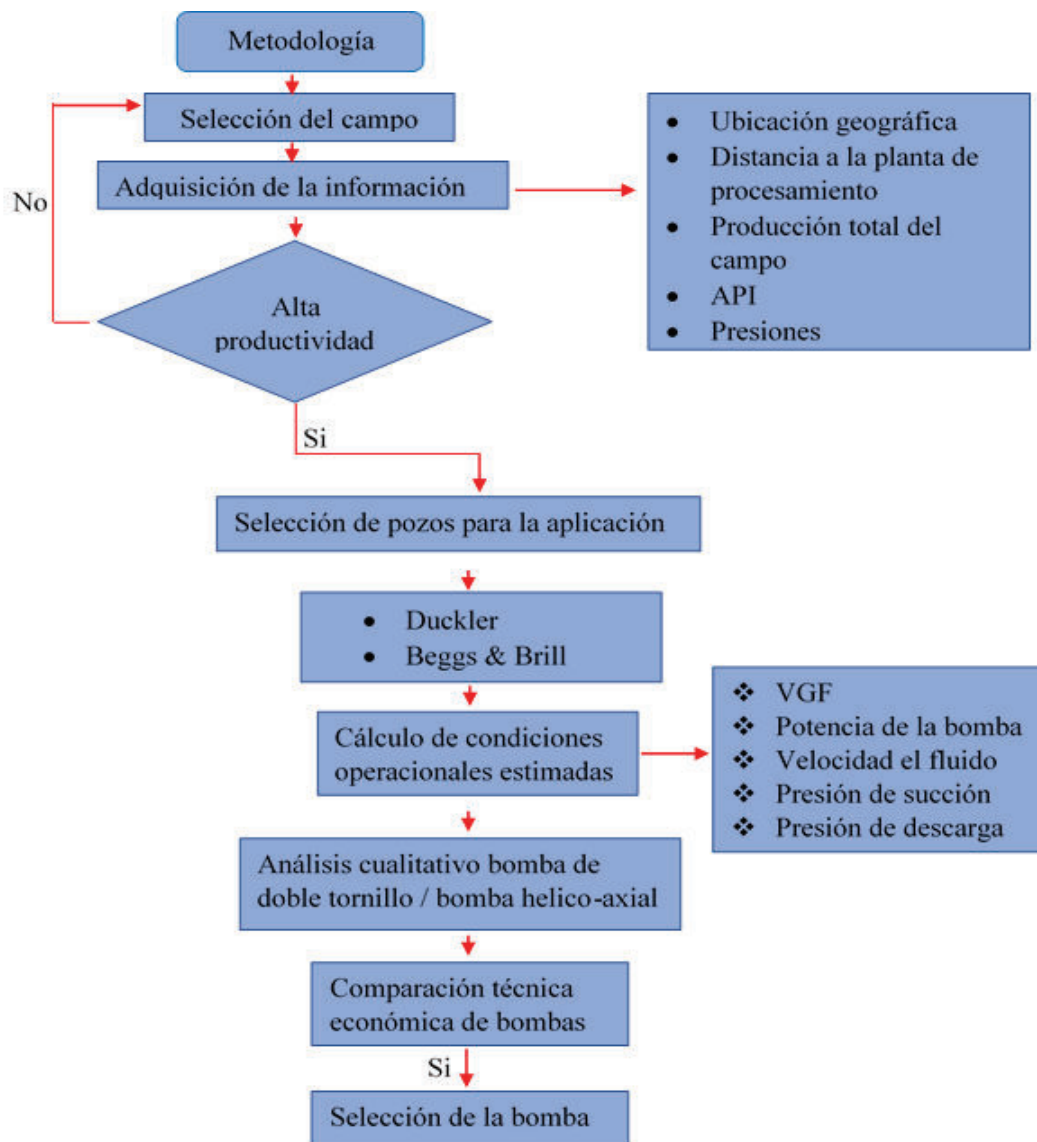 Metodología
Selección del campo
Adquisición de la información
No
• Ubicación geográfica
• Distancia a la planta de
procesamiento
• Producción total del
campo
• API
• Presiones
Alta
productividad
Si
Selección de pozos para la aplicación
• Duckler
• Beggs & Brill
Cálculo de condiciones
operacionales estimadas
❖ VGF
❖ Potencia de la bomba
❖ Velocidad el fluido
❖ Presión de succión
❖ Presión de descarga
Análisis cualitativo bomba de
doble tornillo / bomba helico-axial
Comparación técnica
económica de bombas
Si
Selección de la bomba